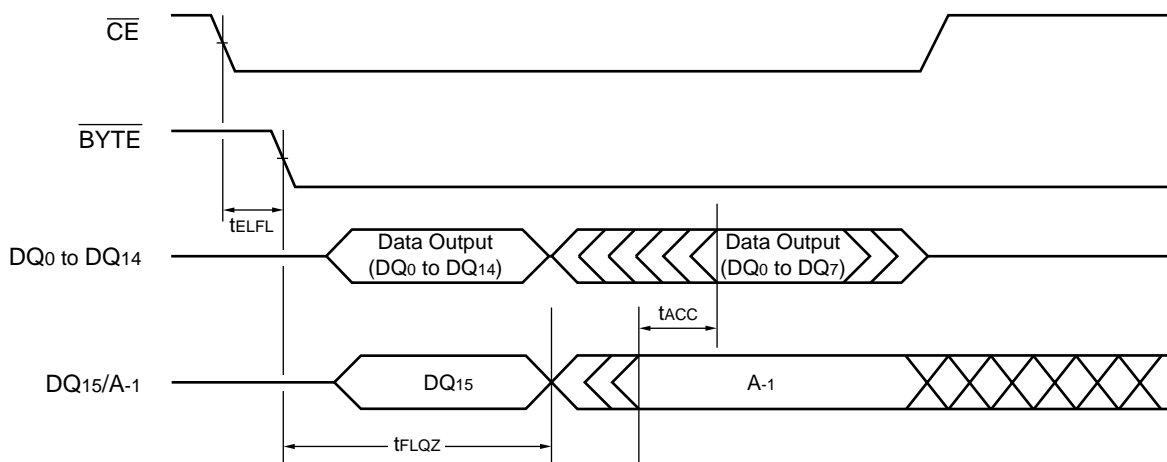 CE
BYTE
tELFL
DQ0 to DQ14
Data Output
(DQ0 to DQ14)
Data Output
(DQ0 to DQ7)
tACC
DQ15/A-1
DQ15
A-1
tFLQZ